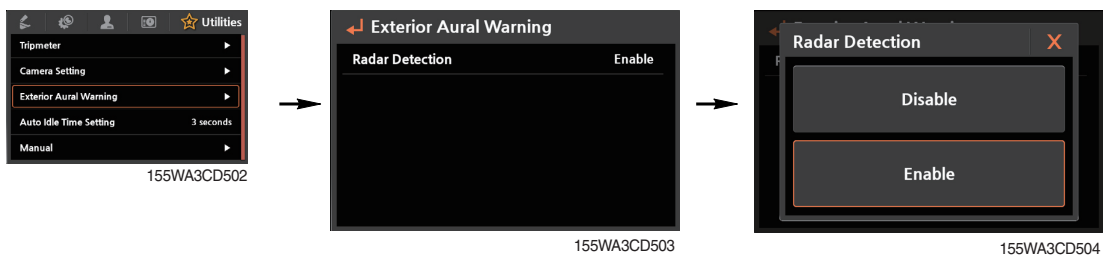 Utilities
Tripmeter
Camera Setting
Exterior Aural Warning
Auto Idle Time Setting 3 seconds
Manual
155WA3CD502
Exterior Aural Warning
Radar Detection Enable
155WA3CD503
Radar Detection X
Disable
Enable
155WA3CD504